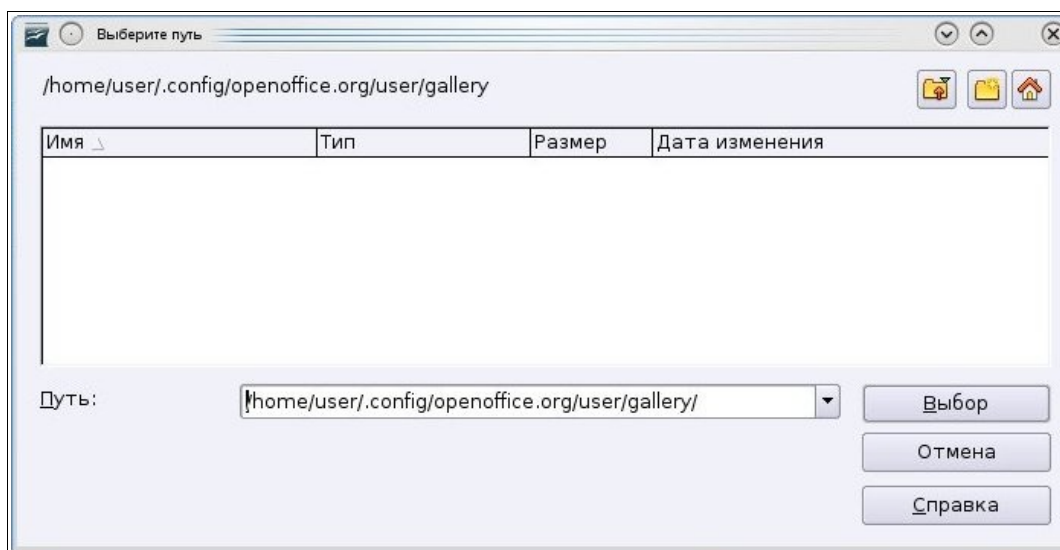 Выберите путь
/home/user/.config/openoffice.org/user/gallery
Имя Тип Размер Дата изменения
Путь: /home/user/.config/openoffice.org/user/gallery/ Выбор
Отмена
Справка